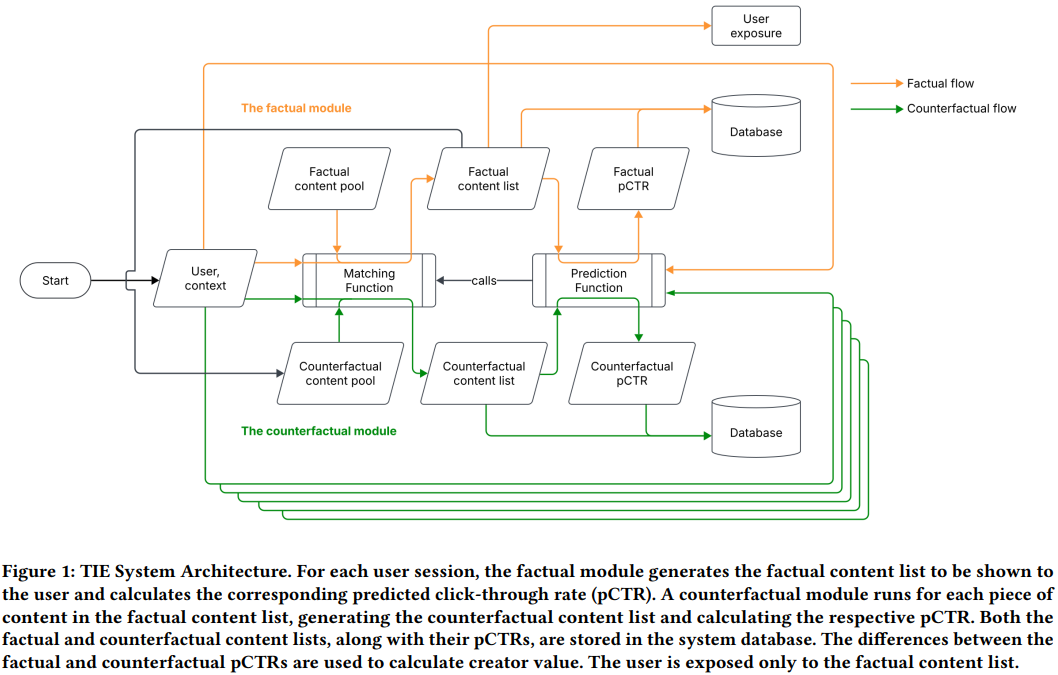 User
exposure
Factual flow
The factual module
Counterfactual flow
Database
Factual
content pool
Factual
content list
Factual
pCTR
Start
User,
context
Matching
Function
calls
Prediction
Function
Counterfactual
content pool
Counterfactual
content list
Counterfactual
pCTR
The counterfactual module
Database
Figure 1: TIE System Architecture. For each user session, the factual module generates the factual content list to be shown to
the user and calculates the corresponding predicted click-through rate (pCTR). A counterfactual module runs for each piece of
content in the factual content list, generating the counterfactual content list and calculating the respective pCTR. Both the
factual and counterfactual content lists, along with their pCTRs, are stored in the system database. The differences between the
factual and counterfactual pCTRs are used to calculate creator value. The user is exposed only to the factual content list.